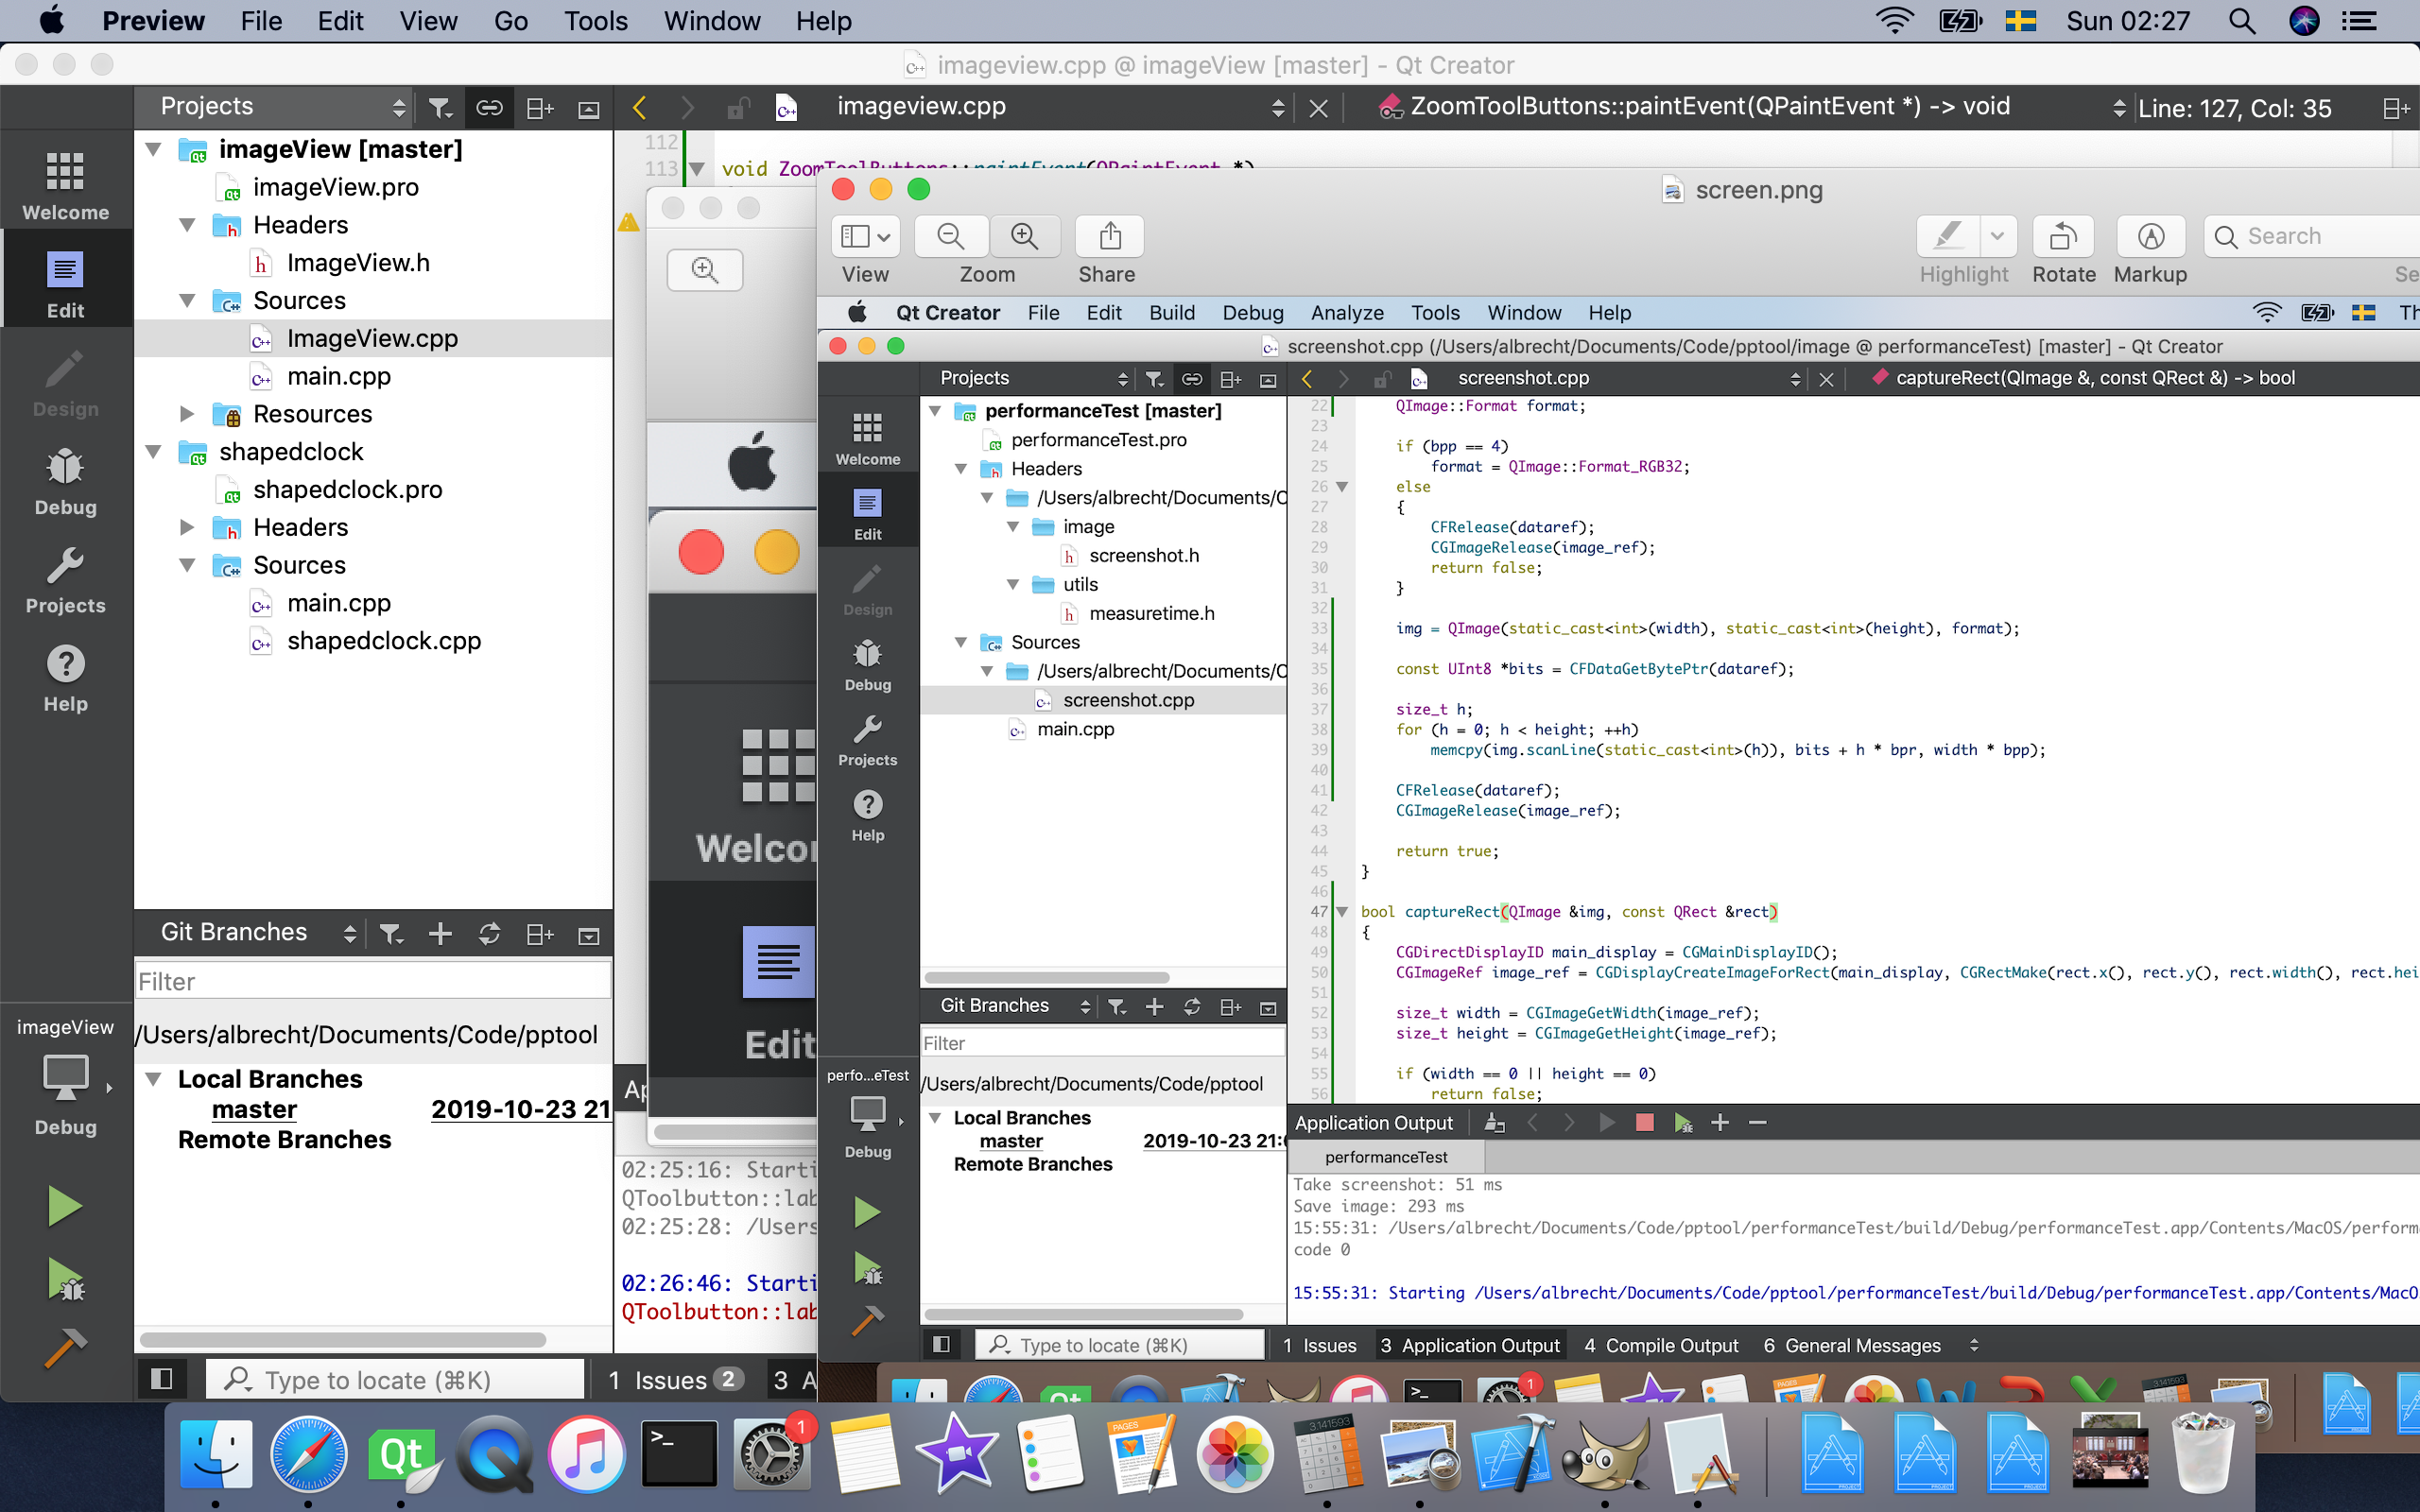 Preview File Edit View Go Tools Window Help Sun 02:27
imageview.cpp @ imageView [master] - Qt Creator
Projects
imageview.cpp
ZoomToolButtons::paintEvent(QPaintEvent *) -> void
Line: 127, Col: 35
Welcome
Edit
Design
Debug
Projects
Help
imageView
Debug
imageView [master]
imageView.pro
Headers
ImageView.h
Sources
ImageView.cpp
main.cpp
Resources
shapedclock
shapedclock.pro
Headers
Sources
main.cpp
shapedclock.cpp
Git Branches
Filter
/Users/albrecht/Documents/Code/pptool
Local Branches
master 2019-10-23 21
Remote Branches
Type to locate (⌘K)
1 Issues 2
3 A
112
113 void ZoomToolButtons::paintEvent(QPaintEvent *)
Welco
Edit
Ap
02:25:16: Starti
QToolbutton::lab
02:25:28: /Users
02:26:46: Starti
QToolbutton::lab
screen.png
View
Zoom
Share
Highlight
Rotate
Markup
Search
Se
Qt Creator File Edit Build Debug Analyze Tools Window Help Th
screenshot.cpp (/Users/albrecht/Documents/Code/pptool/image @ performanceTest) [master] - Qt Creator
Projects
screenshot.cpp
captureRect(QImage &, const QRect &) -> bool
Welcome
Edit
Design
Debug
Projects
Help
perfo...eTest
Debug
performanceTest [master]
performanceTest.pro
Headers
/Users/albrecht/Documents/C
image
screenshot.h
utils
measuretime.h
Sources
/Users/albrecht/Documents/C
screenshot.cpp
main.cpp
Git Branches
Filter
/Users/albrecht/Documents/Code/pptool
Local Branches
master 2019-10-23 21:
Remote Branches
22 QImage::Format format;
23
24 if (bpp == 4)
25 format = QImage::Format_RGB32;
26 else
27 {
28 CFRelease(dataref);
29 CGImageRelease(image_ref);
30 return false;
31 }
32
33 img = QImage(static_cast<int>(width), static_cast<int>(height), format);
34
35 const UInt8 *bits = CFDataGetBytePtr(dataref);
36
37 size_t h;
38 for (h = 0; h < height; ++h)
39 memcpy(img.scanLine(static_cast<int>(h)), bits + h * bpr, width * bpp);
40
41 CFRelease(dataref);
42 CGImageRelease(image_ref);
43
44 return true;
45 }
46
47 bool captureRect(QImage &img, const QRect &rect)
48 {
49 CGDirectDisplayID main_display = CGMainDisplayID();
50 CGImageRef image_ref = CGDisplayCreateImageForRect(main_display, CGRectMake(rect.x(), rect.y(), rect.width(), rect.hei
51
52 size_t width = CGImageGetWidth(image_ref);
53 size_t height = CGImageGetHeight(image_ref);
54
55 if (width == 0 || height == 0)
56 return false;
Application Output
performanceTest
Take screenshot: 51 ms
Save image: 293 ms
15:55:31: /Users/albrecht/Documents/Code/pptool/performanceTest/build/Debug/performanceTest.app/Contents/MacOS/perform
code 0
15:55:31: Starting /Users/albrecht/Documents/Code/pptool/performanceTest/build/Debug/performanceTest.app/Contents/MacO
Type to locate (⌘K)
1 Issues 3 Application Output 4 Compile Output 6 General Messages
1
1
PAGES
3.141593